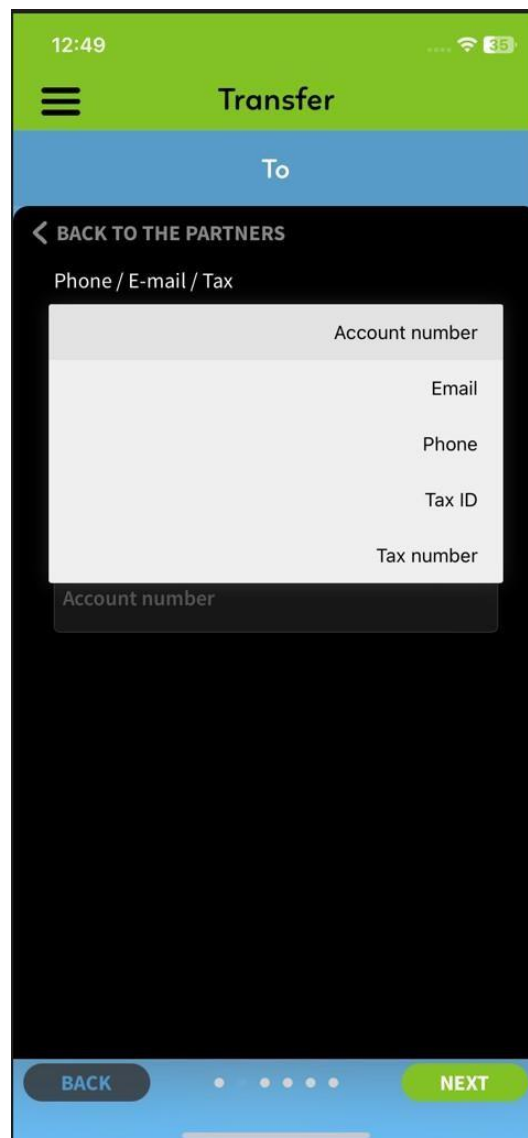 12:49
35
Transfer
To
BACK TO THE PARTNERS
Phone / E-mail / Tax
Account number
Email
Phone
Tax ID
Tax number
Account number
BACK
NEXT